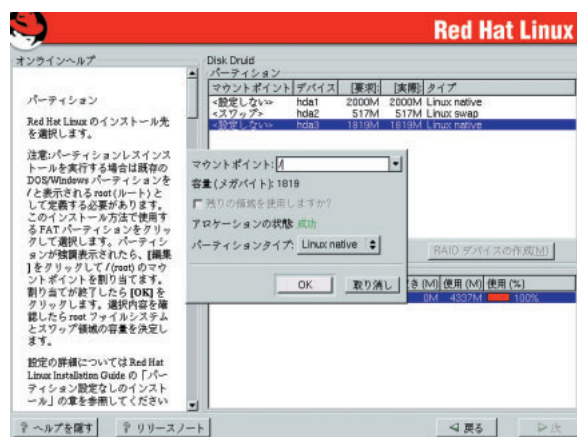 Red Hat Linux
オンラインヘルプ
パーティション
Red Hat Linux のインストール先
を選択します。
注意:パーティションレスインス
トールを実行する場合は既存の
DOS/Windows パーティションを
/ と表示される root (ルート) と
して定義する必要があります。
このインストール方法で使用す
る FAT パーティションをクリッ
クして選択します。パーティシ
ョンが強調表示されたら、[編集
] をクリックして / (root) のマウ
ントポイントを割り当てます。
割り当てが終了したら [OK] を
クリックします。選択内容を確
認したら root ファイルシステム
とスワップ領域の容量を決定し
ます。
設定の詳細については Red Hat
Linux Installation Guide の「パー
ティション設定なしのインスト
ール」の章を参照してください
Disk Druid
パーティション
マウントポイント デバイス [要求]: [実際]: タイプ
<設定しない> hda1 2000M 2000M Linux native
<スワップ> hda2 517M 517M Linux swap
<設定しない> hda3 1819M 1819M Linux native
マウントポイント: /
容量 (メガバイト): 1819
残りの領域を使用しますか?
アロケーションの状態: 成功
パーティションタイプ: Linux native
OK 取り消し
RAID デバイスの作成(M)
き (M) 使用 (M) 使用 (%)
0M 4337M 100%
? ヘルプを隠す ? リリースノート 戻る 次